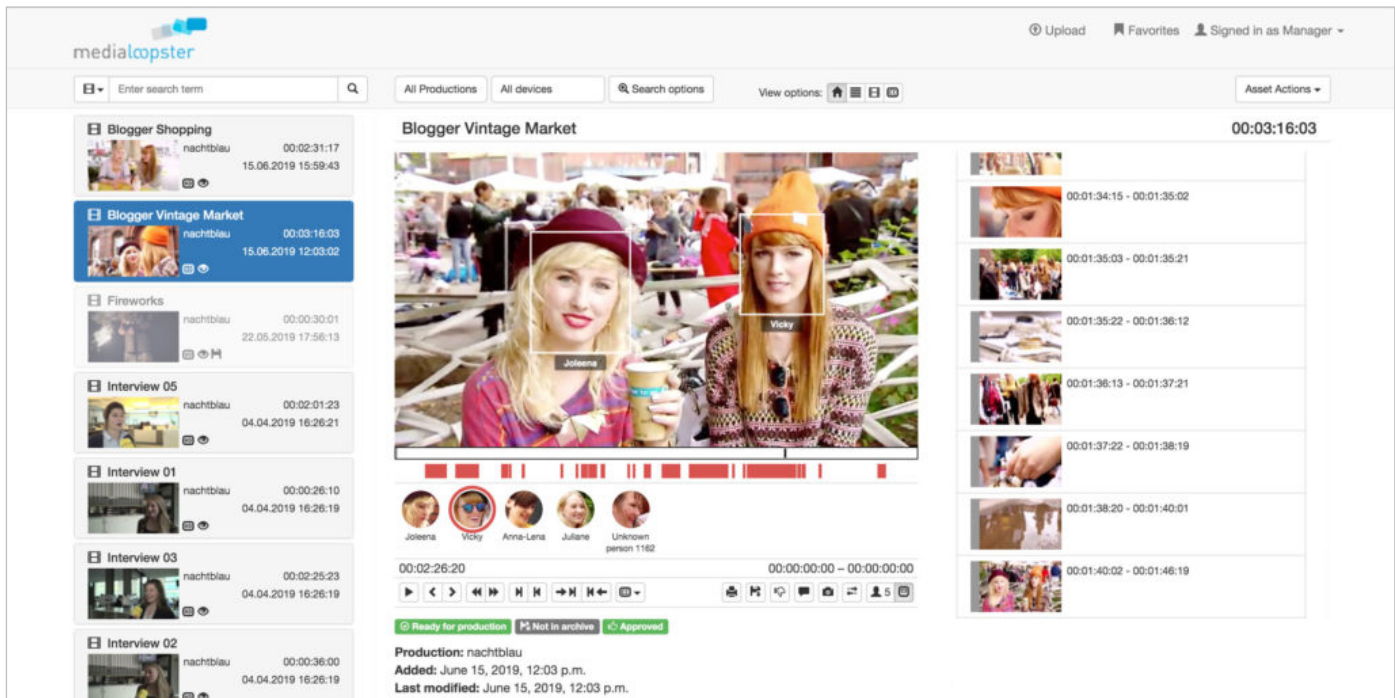 medialoopster
Upload
Favorites
Signed in as Manager
Enter search term
All Productions
All devices
Search options
View options:
Asset Actions
Blogger Shopping
nachtblau 00:02:31:17
15.06.2019 15:59:43
Blogger Vintage Market
nachtblau 00:03:16:03
15.06.2019 12:03:02
Fireworks
nachtblau 00:00:30:01
22.05.2019 17:56:13
Interview 05
nachtblau 00:02:01:23
04.04.2019 16:26:21
Interview 01
nachtblau 00:00:26:10
04.04.2019 16:26:19
Interview 03
nachtblau 00:02:25:23
04.04.2019 16:26:19
Interview 02
nachtblau 00:00:36:00
04.04.2019 16:26:19
Blogger Vintage Market 00:03:16:03
Vicky
Joleena
Joleena Vicky Anna-Lena Juliane Unknown
person 1162
00:02:26:20 00:00:00:00 – 00:00:00:00
5
Ready for production Not in archive Approved
Production: nachtblau
Added: June 15, 2019, 12:03 p.m.
Last modified: June 15, 2019, 12:03 p.m.
00:01:34:15 - 00:01:35:02
00:01:35:03 - 00:01:35:21
00:01:35:22 - 00:01:36:12
00:01:36:13 - 00:01:37:21
00:01:37:22 - 00:01:38:19
00:01:38:20 - 00:01:40:01
00:01:40:02 - 00:01:46:19